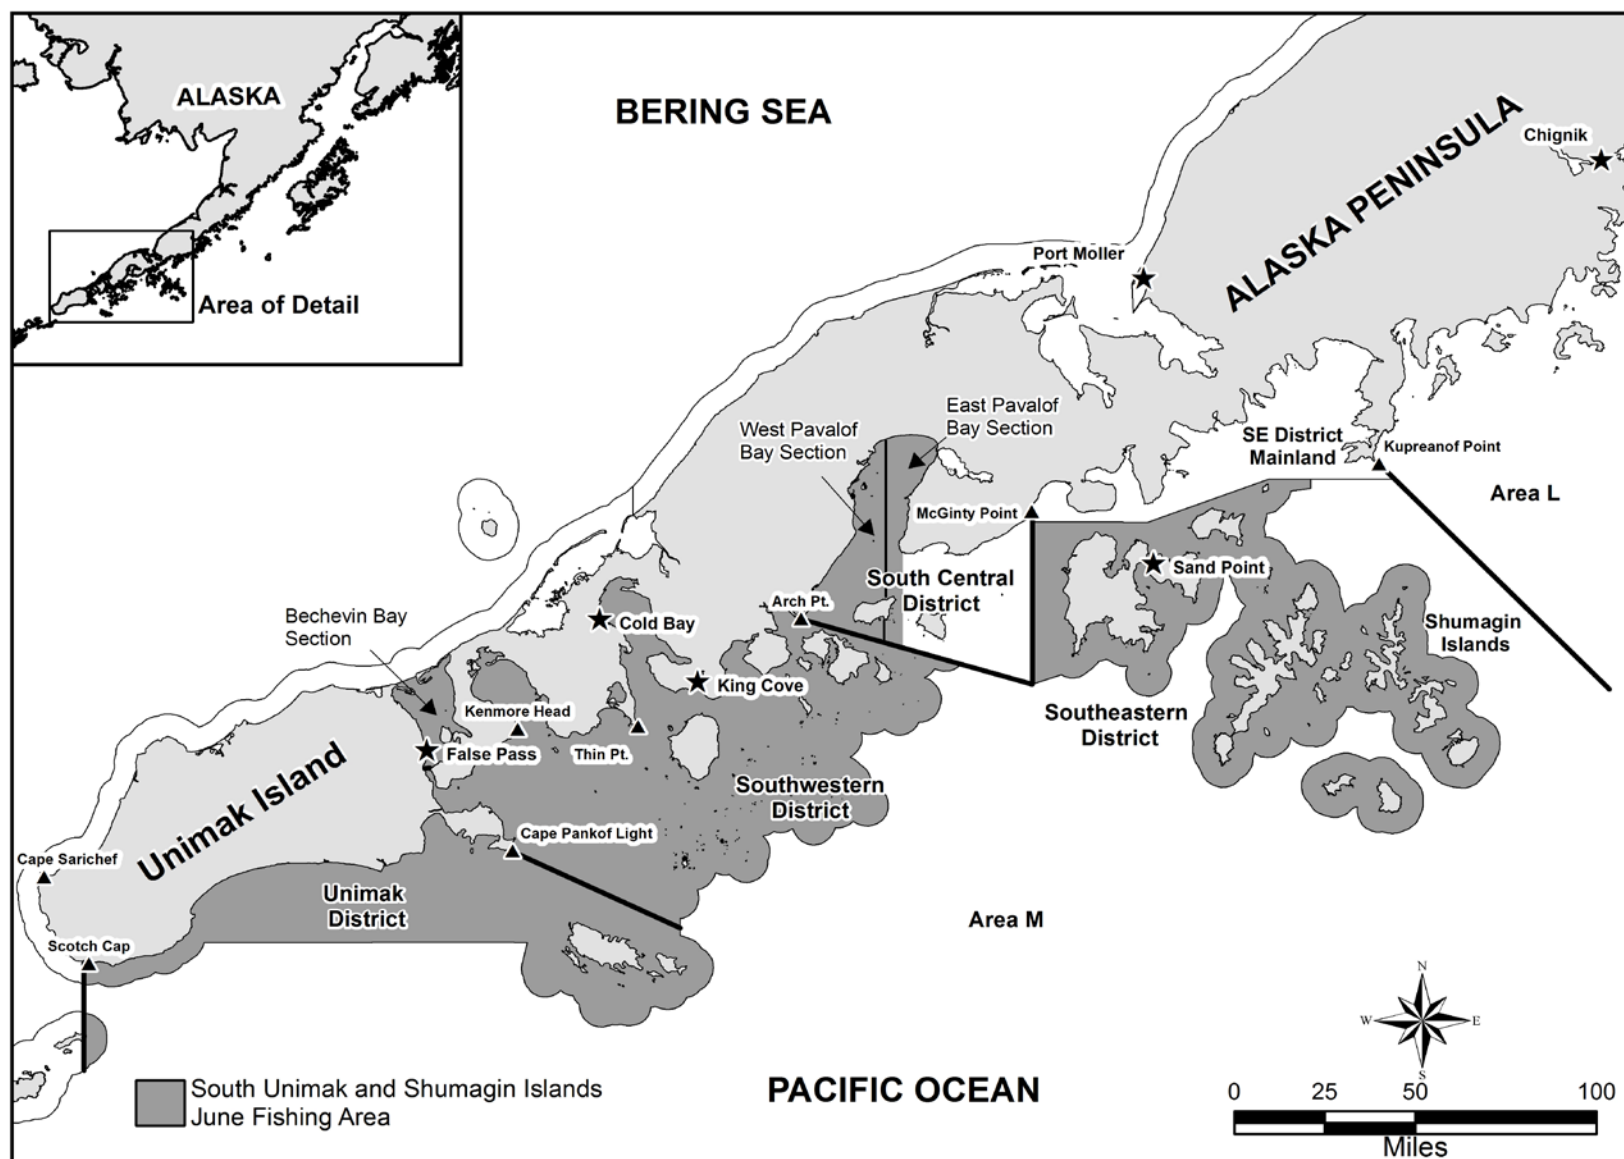 ALASKA
Area of Detail
BERING SEA
ALASKA PENINSULA
Chignik
Port Moller
East Pavalof
Bay Section
West Pavalof
Bay Section
SE District
Mainland
Kupreanof Point
Area L
McGinty Point
Sand Point
South Central
District
Arch Pt.
Shumagin
Islands
Bechevin Bay
Section
Cold Bay
King Cove
Kenmore Head
Southeastern
District
False Pass
Thin Pt.
Unimak Island
Southwestern
District
Cape Pankof Light
Cape Sarichef
Unimak
District
Area M
Scotch Cap
N
W
E
S
South Unimak and Shumagin Islands
June Fishing Area
PACIFIC OCEAN
0 25 50 100
Miles